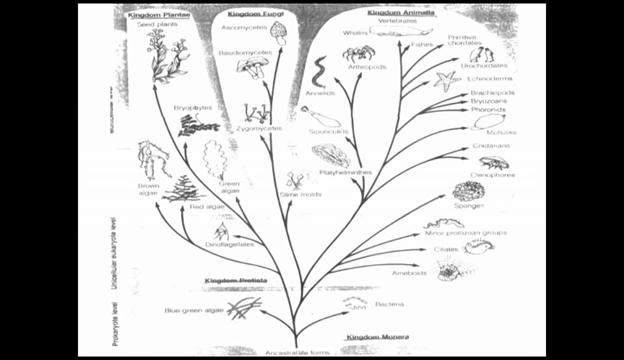 Kingdom Plantae
Kingdom Fungi
Kingdom Animalia
Seed plants
Ascomycetes
Vertebrates
Whales
Fishes
Primitive
chordates
Basidiomycetes
Arthropods
Urochordates
Echinoderms
Annelids
Brachiopods
Bryozoans
Phoronids
Bryophytes
Zygomycetes
Sipunculids
Mollusks
Cnidarians
Platyhelminthes
Ctenophores
Brown
algae
Green
algae
Slime molds
Red algae
Sponges
Dinoflagellates
Minor protozoan groups
Ciliates
Ameboids
Kingdom Protista
Unicellular eukaryote level
Blue-green algae
Bacteria
Prokaryote level
Kingdom Monera
Ancestral life forms